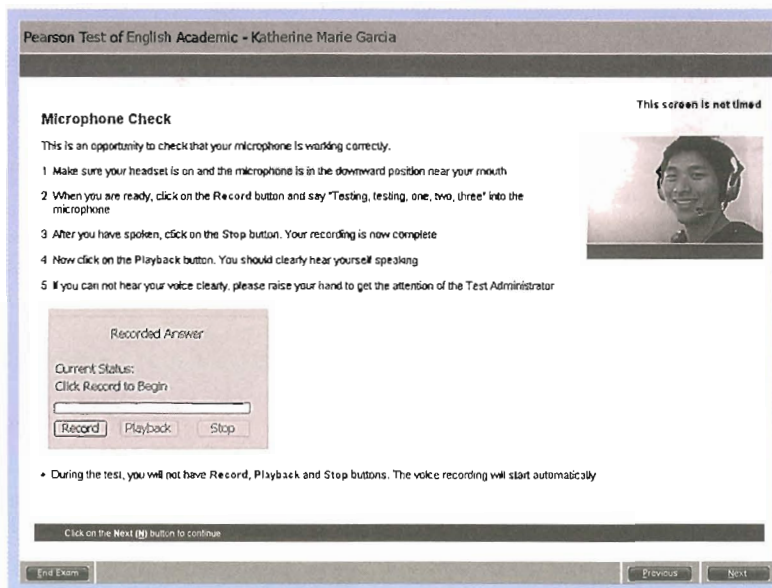 Pearson Test of English Academic - Katherine Marie Garcia
This screen is not timed
Microphone Check
This is an opportunity to check that your microphone is working correctly.
1 Make sure your headset is on and the microphone is in the downward position near your mouth
2 When you are ready, click on the Record button and say "Testing, testing, one, two, three" into the
microphone
3 After you have spoken, click on the Stop button. Your recording is now complete
4 Now click on the Playback button. You should clearly hear yourself speaking
5 If you can not hear your voice clearly, please raise your hand to get the attention of the Test Administrator
Recorded Answer
Current Status:
Click Record to Begin
Record Playback Stop
• During the test, you will not have Record, Playback and Stop buttons. The voice recording will start automatically
Click on the Next (N) button to continue
End Exam Previous Next